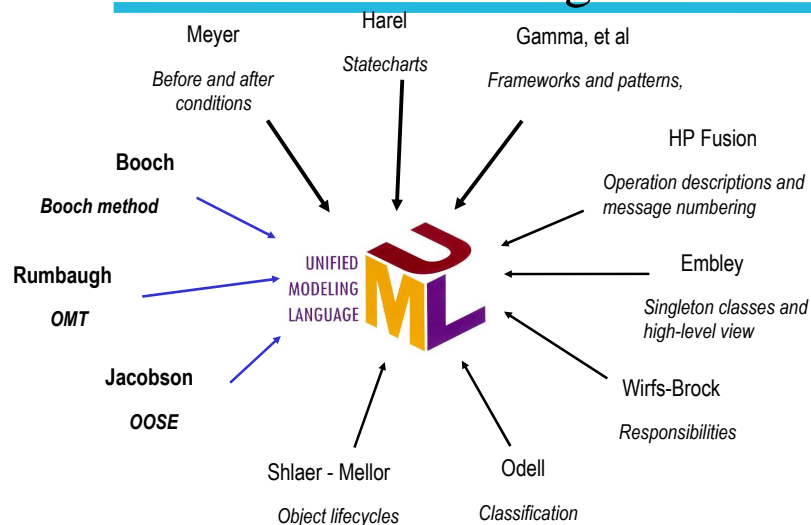 Meyer
Before and after
conditions
Harel
Statecharts
Gamma, et al
Frameworks and patterns,
HP Fusion
Operation descriptions and
message numbering
Booch
Booch method
Rumbaugh
OMT
Jacobson
OOSE
UNIFIED
MODELING
LANGUAGE
UML
Embley
Singleton classes and
high-level view
Wirfs-Brock
Responsibilities
Shlaer - Mellor
Object lifecycles
Odell
Classification